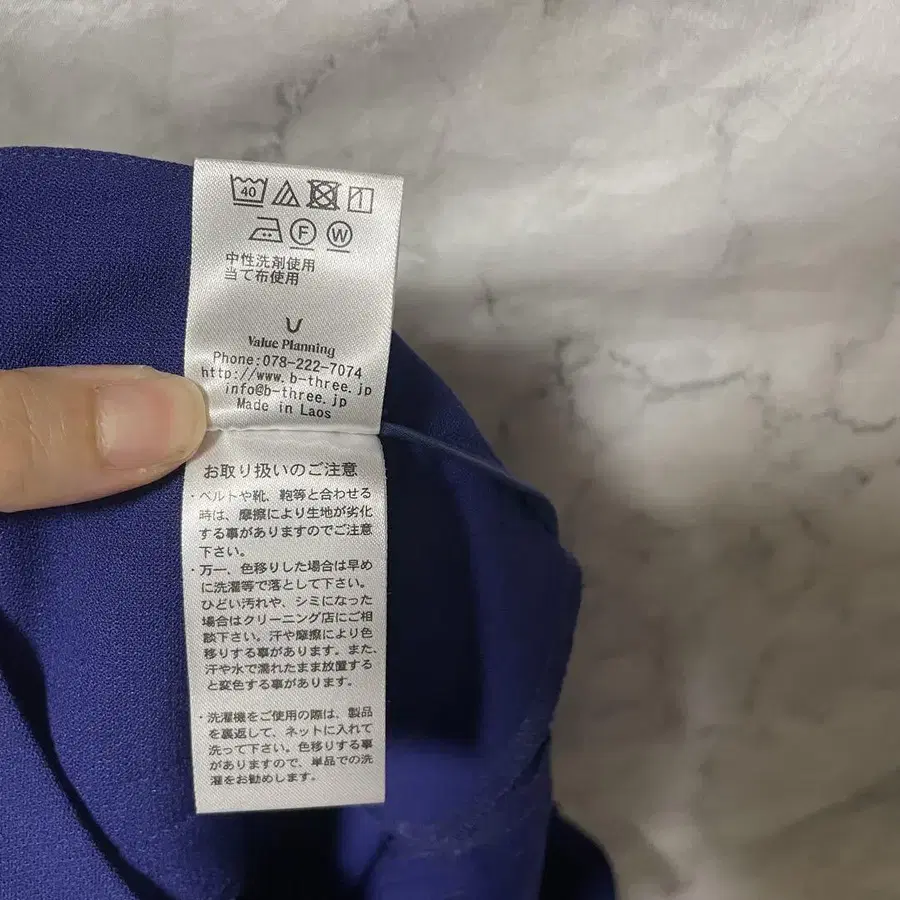 40
F W
中性洗剤使用
当て布使用
Value Planning
Phone:078-222-7074
http://www.b-three.jp
info@b-three.jp
Made in Laos
お取り扱いのご注意
・ベルトや靴、鞄等と合わせる
時は、摩擦により生地が劣化
する事がありますのでご注意
下さい。
・万一、色移りした場合は早め
に洗濯等で落として下さい。
ひどい汚れや、シミになった
場合はクリーニング店にご相
談下さい。汗や摩擦により色
移りする事があります。また、
汗や水で濡れたまま放置する
と変色する事があります。
・洗濯機をご使用の際は、製品
を裏返して、ネットに入れて
洗って下さい。色移りする事
がありますので、単品での洗
濯をお勧めします。